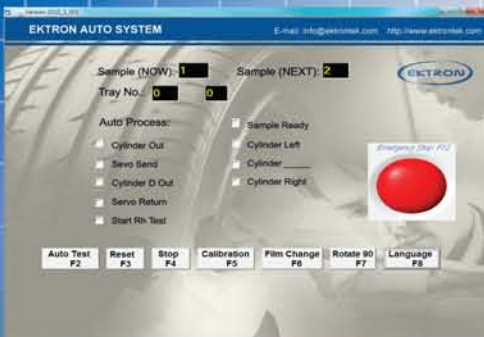 EKTRON AUTO SYSTEM
E-mail: info@ektrontek.com http://www.ektrontek.com
Sample (NOW): 1 Sample (NEXT): 2
EKTRON
Tray No.: 0 0
Auto Process:
Sample Ready
Emergency Stop F12
Cylinder Out
Cylinder Left
Sevo Send
Cylinder_____
Cylinder D Out
Cylinder Right
Servo Return
Start Rh Test
Auto Test F2
Reset F3
Stop F4
Calibration F5
Film Change F6
Rotate 90 F7
Language F8